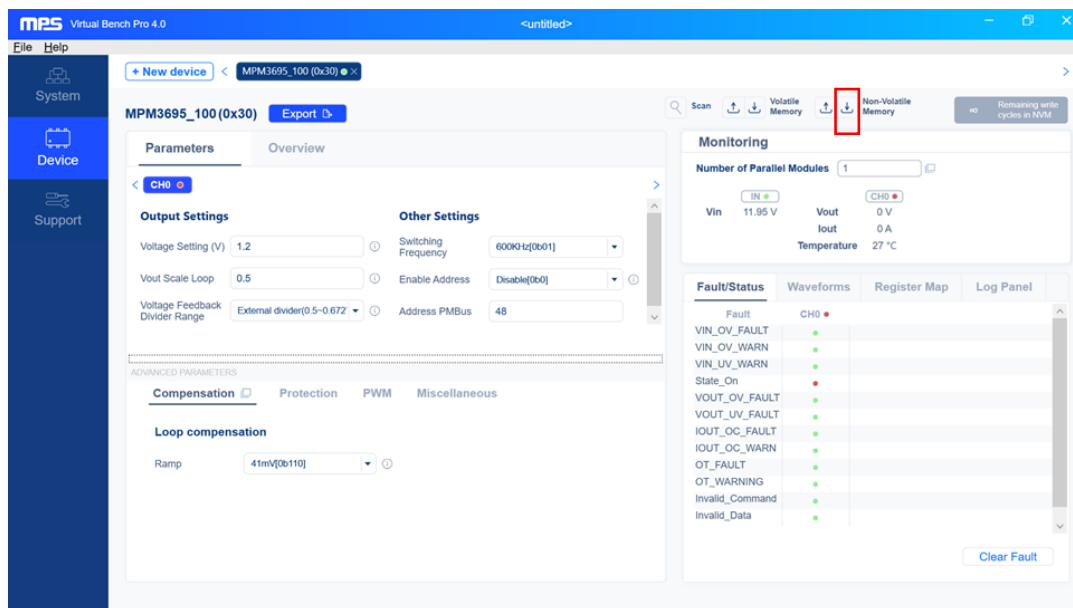 MPS Virtual Bench Pro 4.0
<untitled>
File Help
System
Device
Support
+ New device
MPM3695_100 (0x30)
MPM3695_100(0x30)
Export
Scan
Volatile
Memory
Non-Volatile
Memory
Remaining write
cycles in NVM
Parameters Overview
CH0
Output Settings
Voltage Setting (V) 1.2
Vout Scale Loop 0.5
Voltage Feedback
Divider Range
External divider(0.5~0.672
Other Settings
Switching
Frequency
600KHz[0b01]
Enable Address Disable[0b0]
Address PMBus 48
ADVANCED PARAMETERS
Compensation Protection PWM Miscellaneous
Loop compensation
Ramp 41mV[0b110]
Monitoring
Number of Parallel Modules 1
IN CH0
Vin 11.95 V Vout 0 V
Iout 0 A
Temperature 27 °C
Fault/Status Waveforms Register Map Log Panel
Fault CH0
VIN_OV_FAULT
VIN_OV_WARN
VIN_UV_WARN
State_On
VOUT_OV_FAULT
VOUT_UV_FAULT
IOUT_OC_FAULT
IOUT_OC_WARN
OT_FAULT
OT_WARNING
Invalid_Command
Invalid_Data
Clear Fault